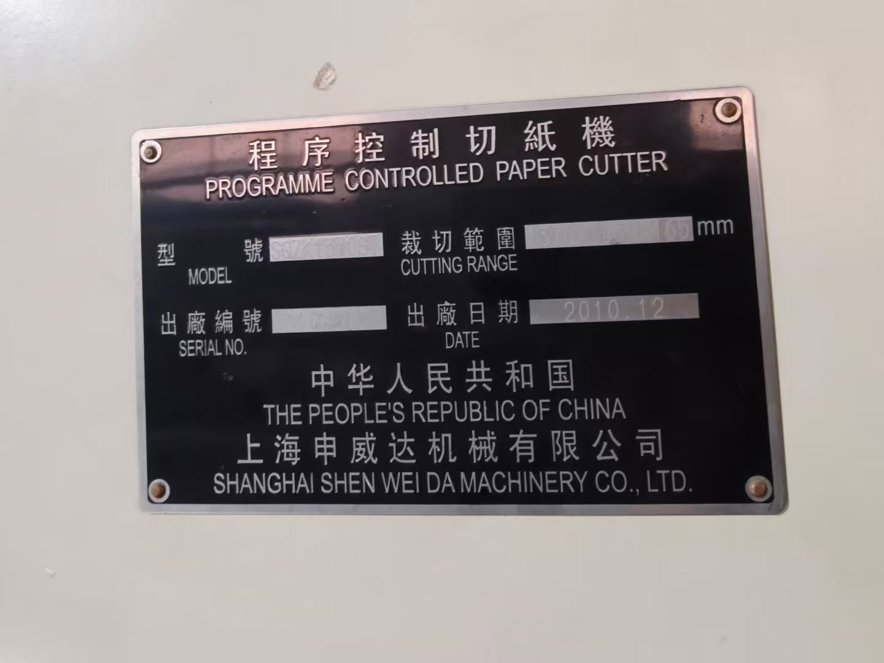 程序控制切紙機
PROGRAMME CONTROLLED PAPER CUTTER
型 號 裁切範圍 mm
MODEL CUTTING RANGE
出廠編號 出廠日期 2010.12
SERIAL NO. DATE
中华人民共和国
THE PEOPLE'S REPUBLIC OF CHINA
上海申威达机械有限公司
SHANGHAI SHEN WEI DA MACHINERY CO., LTD.